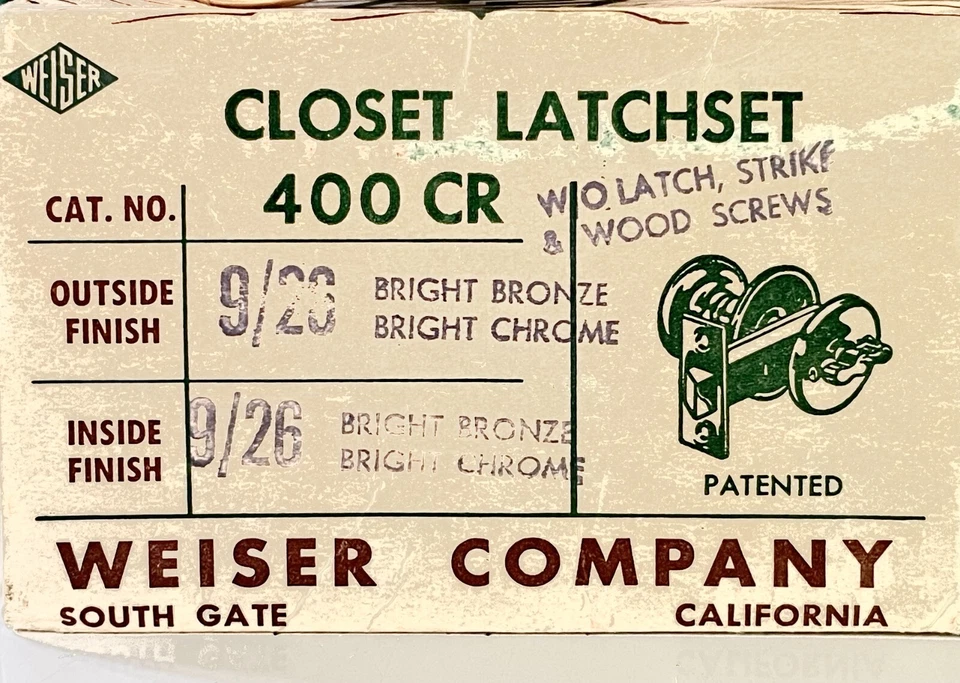 WEISER
CLOSET LATCHSET
CAT. NO. 400 CR
W/O LATCH, STRIKE
& WOOD SCREWS
OUTSIDE
FINISH
9/26
BRIGHT BRONZE
BRIGHT CHROME
INSIDE
FINISH
9/26
BRIGHT BRONZE
BRIGHT CHROME
PATENTED
WEISER COMPANY
SOUTH GATE CALIFORNIA